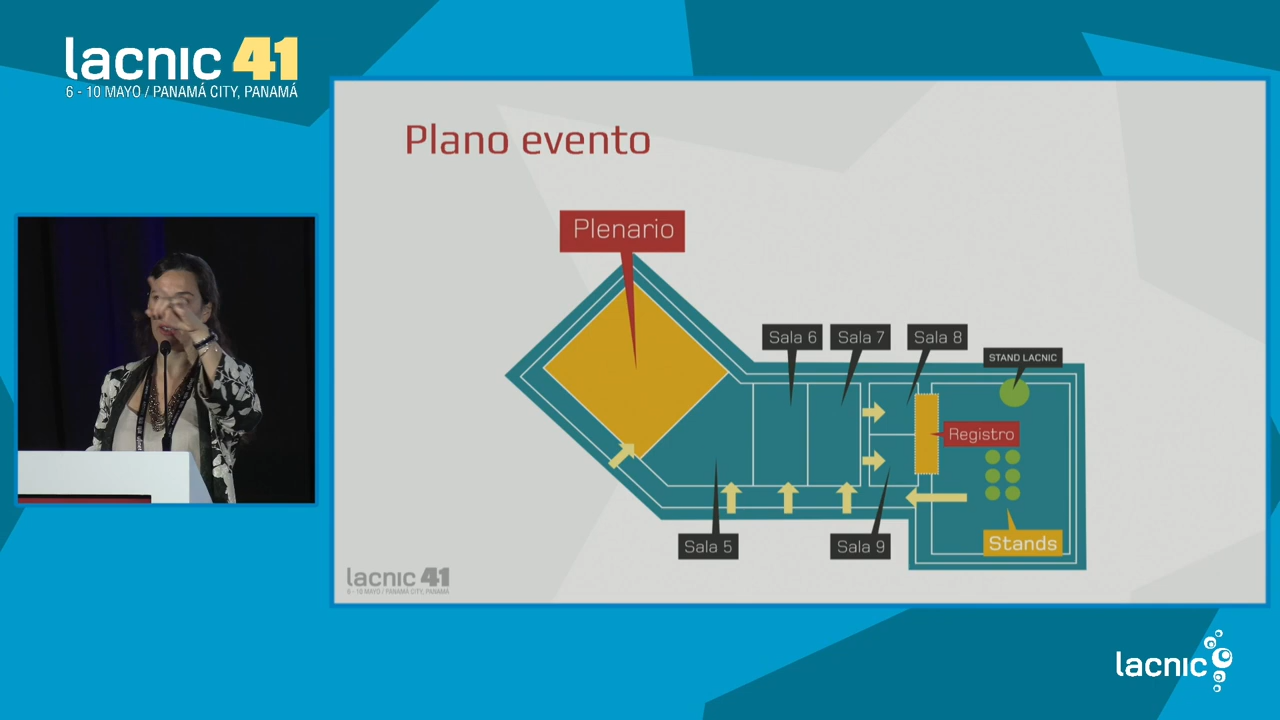 lacnic 41
6 - 10 MAYO / PANAMÁ CITY, PANAMÁ
Plano evento
Plenario
Sala 6
Sala 7
Sala 8
STAND LACNIC
Registro
Sala 5
Sala 9
Stands
lacnic 41
6 - 10 MAYO / PANAMÁ CITY, PANAMÁ
lacnic